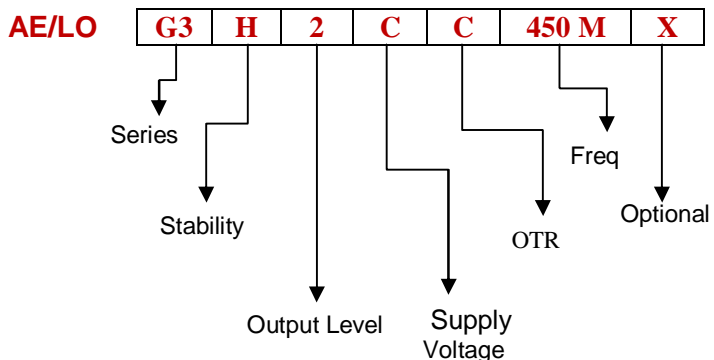 AE/LO G3 H 2 C C 450 M X
Series
Freq
Stability
Optional
OTR
Output Level
Supply
Voltage